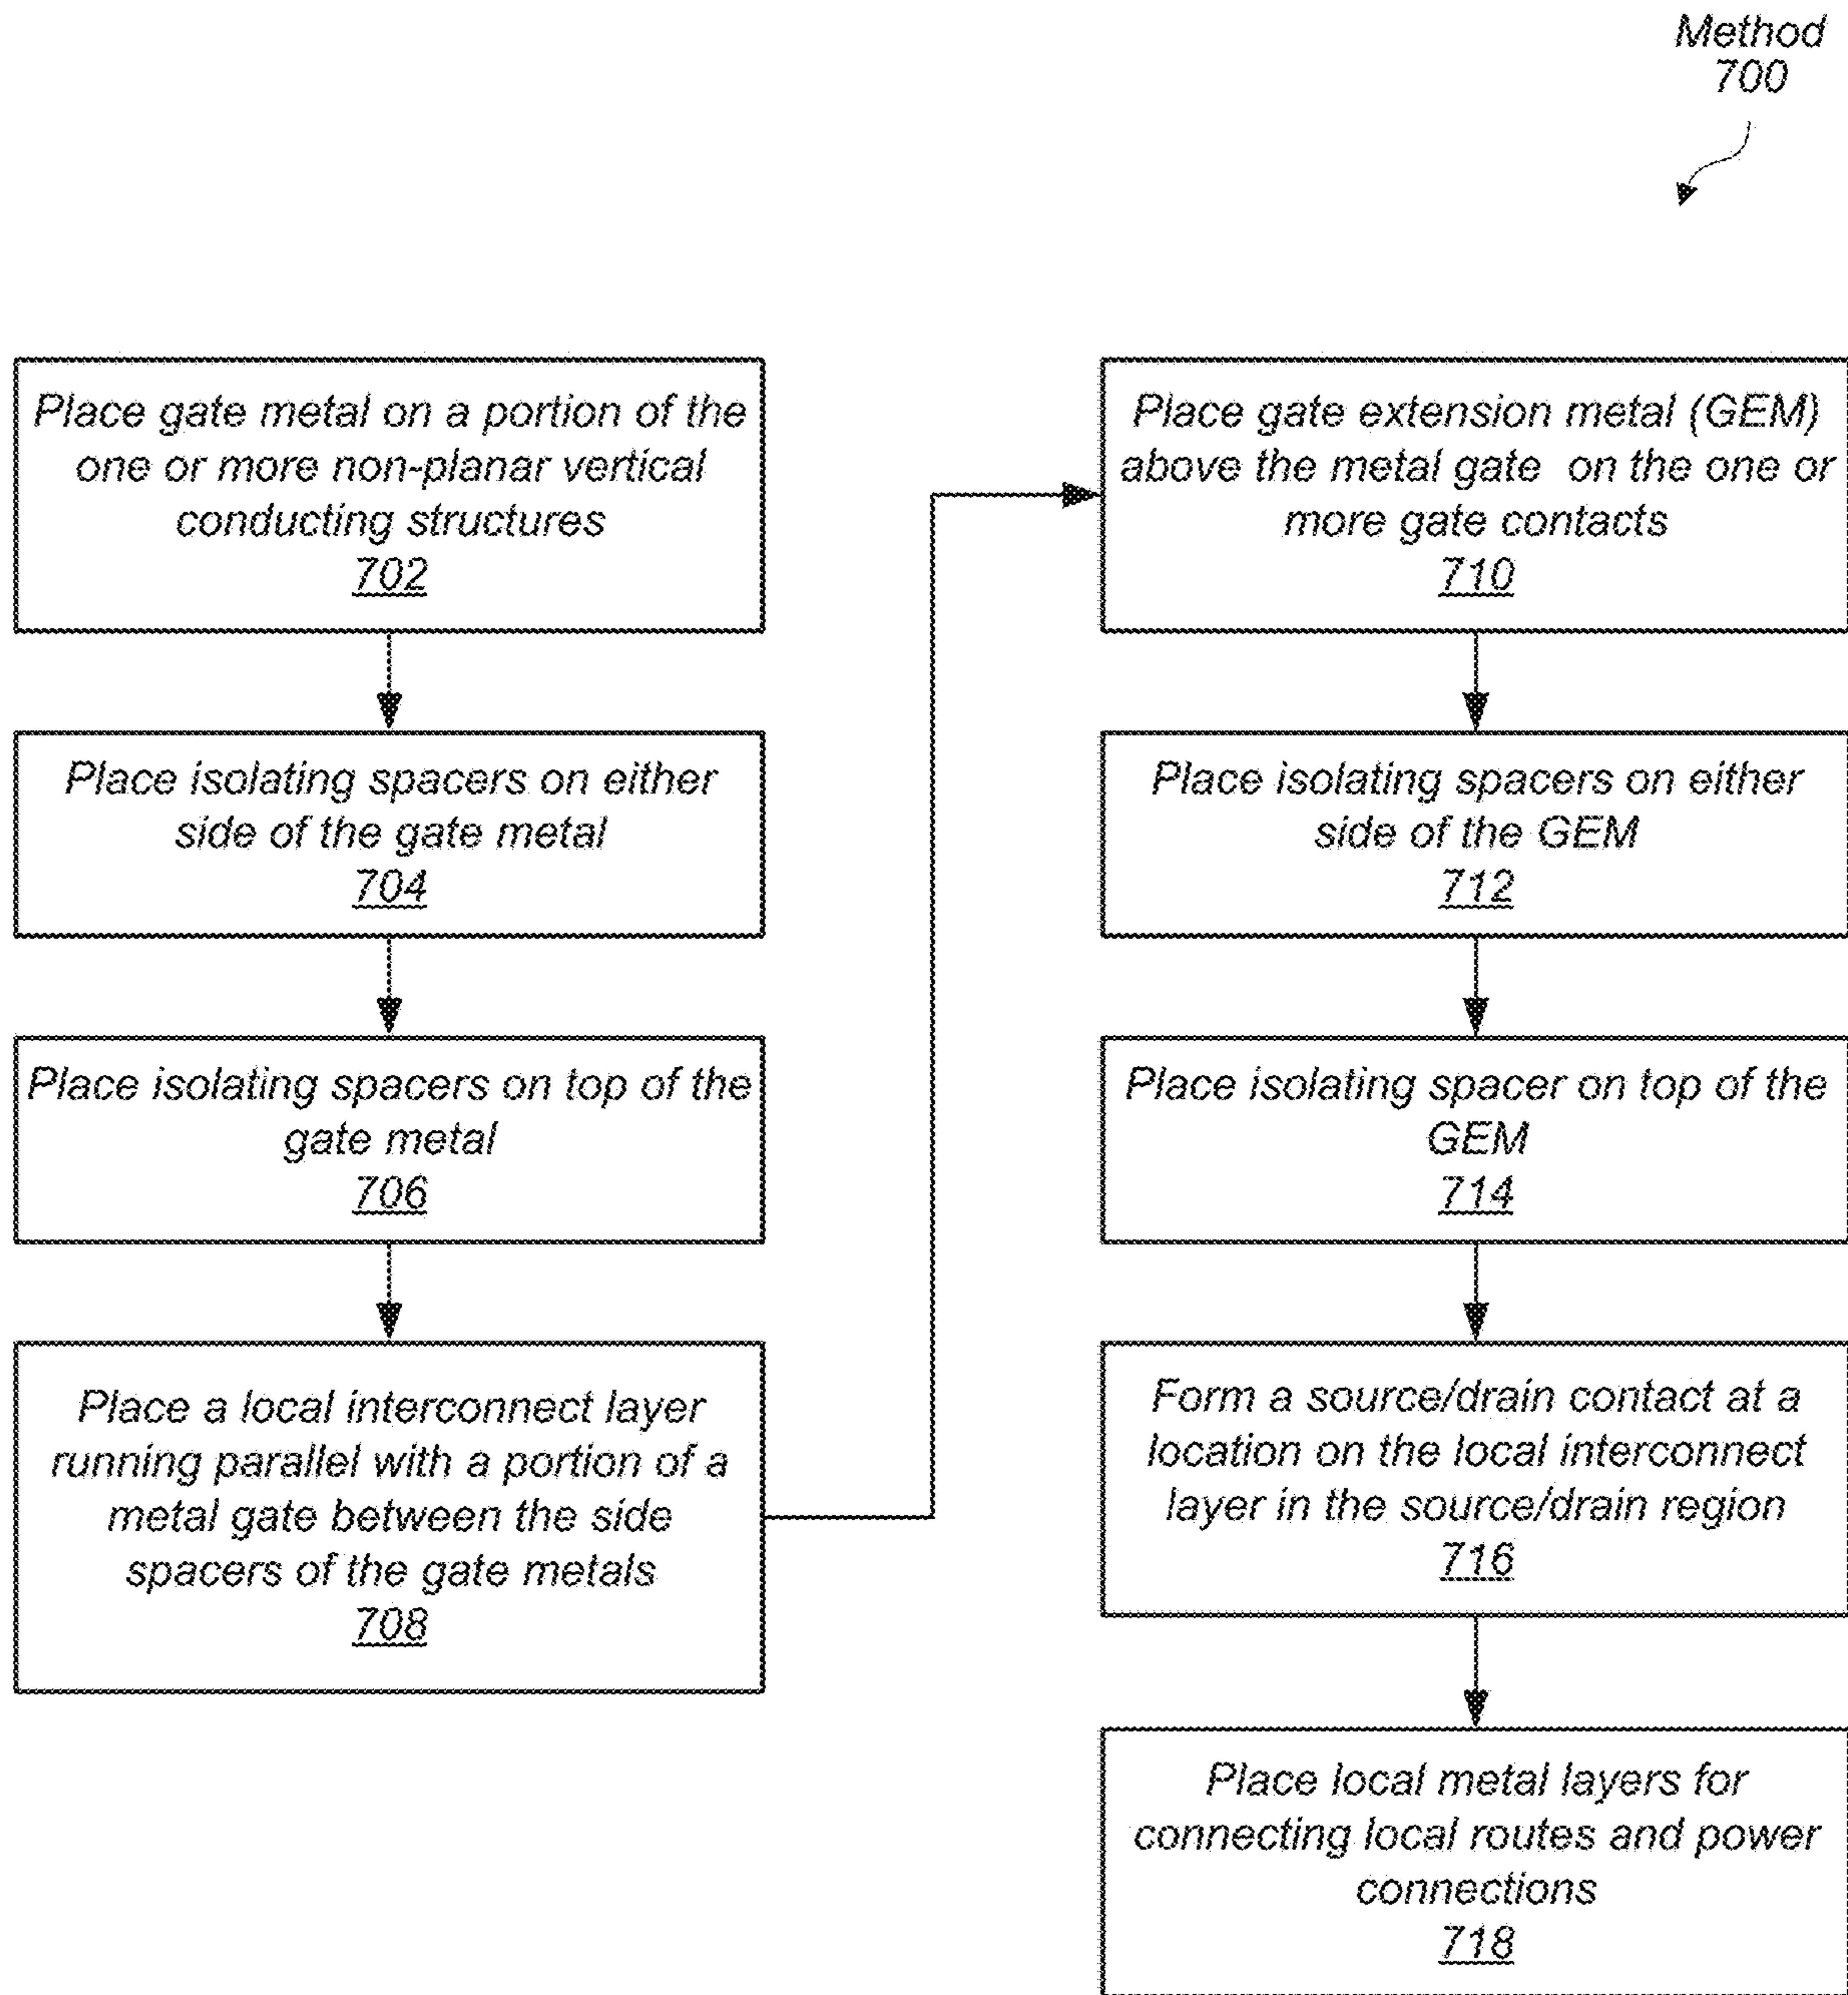 Method
700
Place gate metal on a portion of the
one or more non-planar vertical
conducting structures
702
Place isolating spacers on either
side of the gate metal
704
Place isolating spacers on top of the
gate metal
706
Place a local interconnect layer
running parallel with a portion of a
metal gate between the side
spacers of the gate metals
708
Place gate extension metal (GEM)
above the metal gate on the one or
more gate contacts
710
Place isolating spacers on either
side of the GEM
712
Place isolating spacer on top of the
GEM
714
Form a source/drain contact at a
location on the local interconnect
layer in the source/drain region
716
Place local metal layers for
connecting local routes and power
connections
718